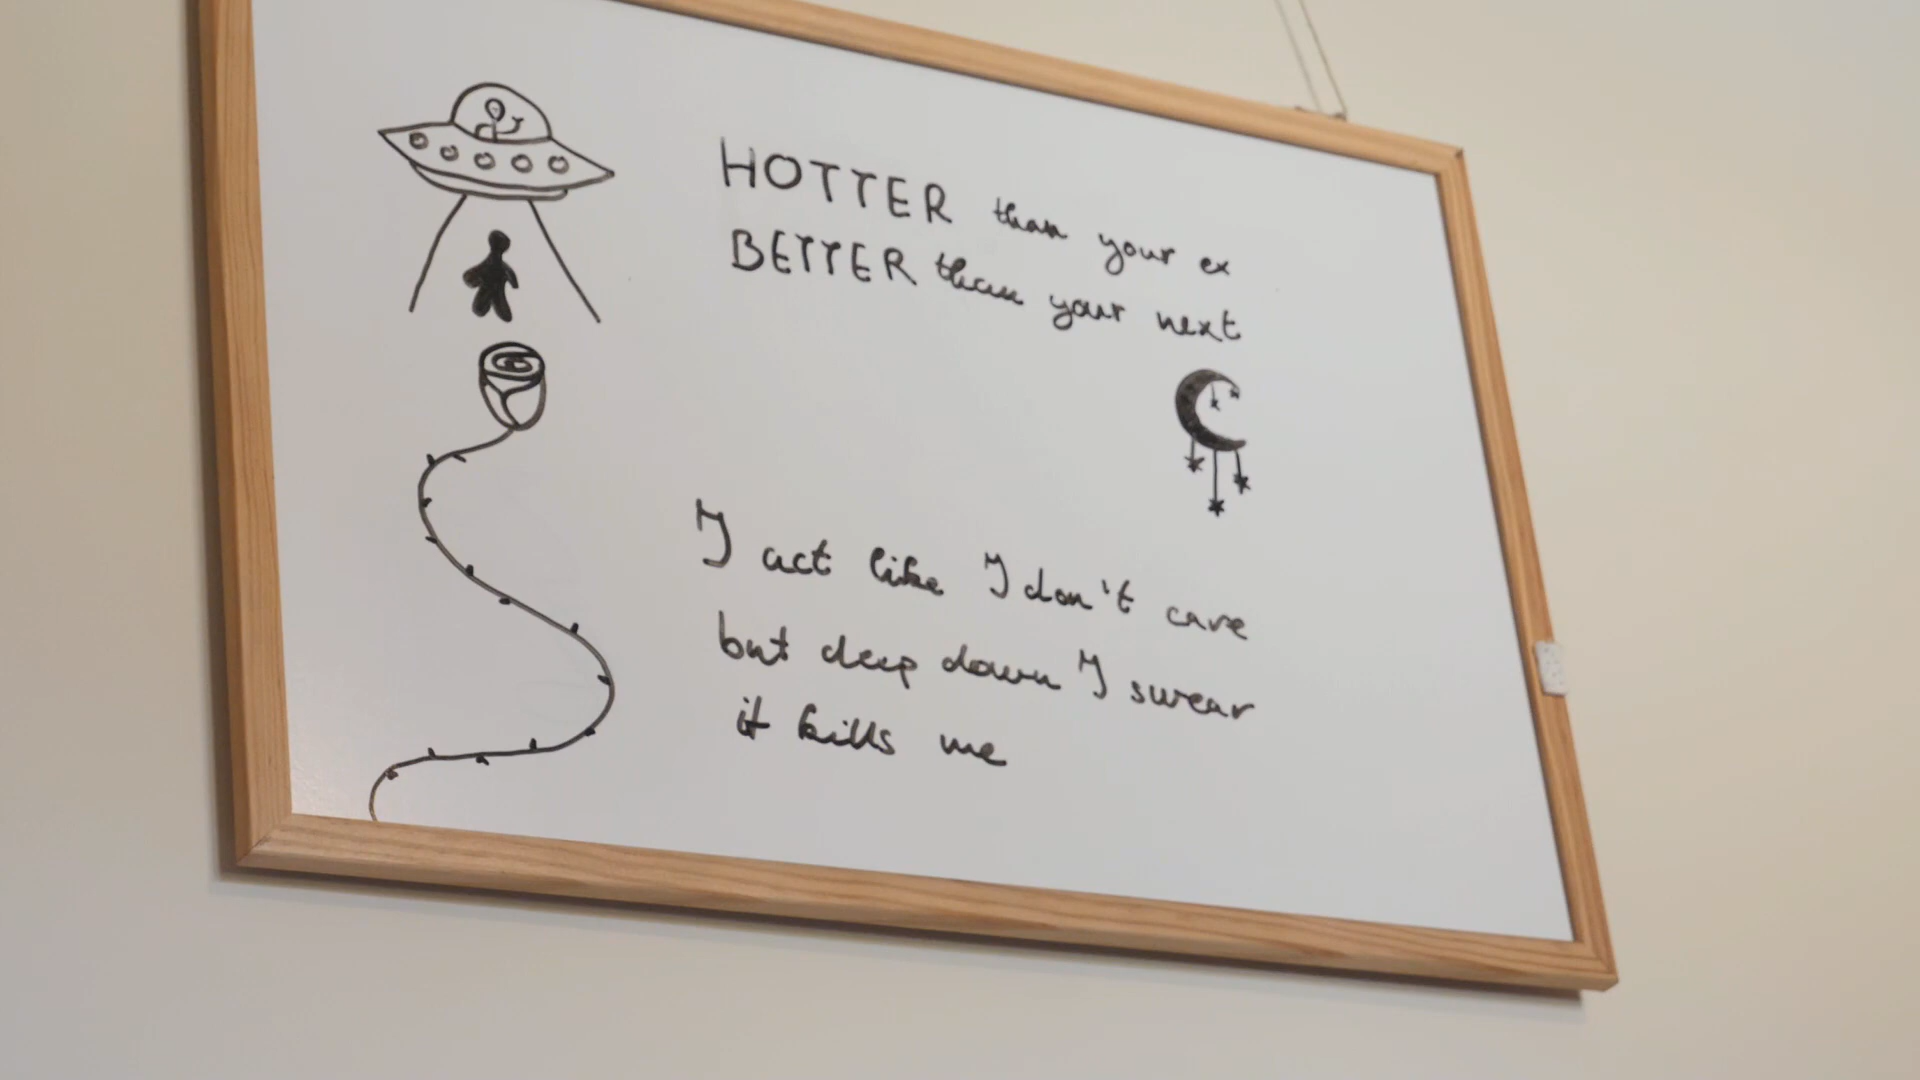 HOTTER than your ex
BETTER than your next
I act like I don't care
but deep down I swear
it kills me